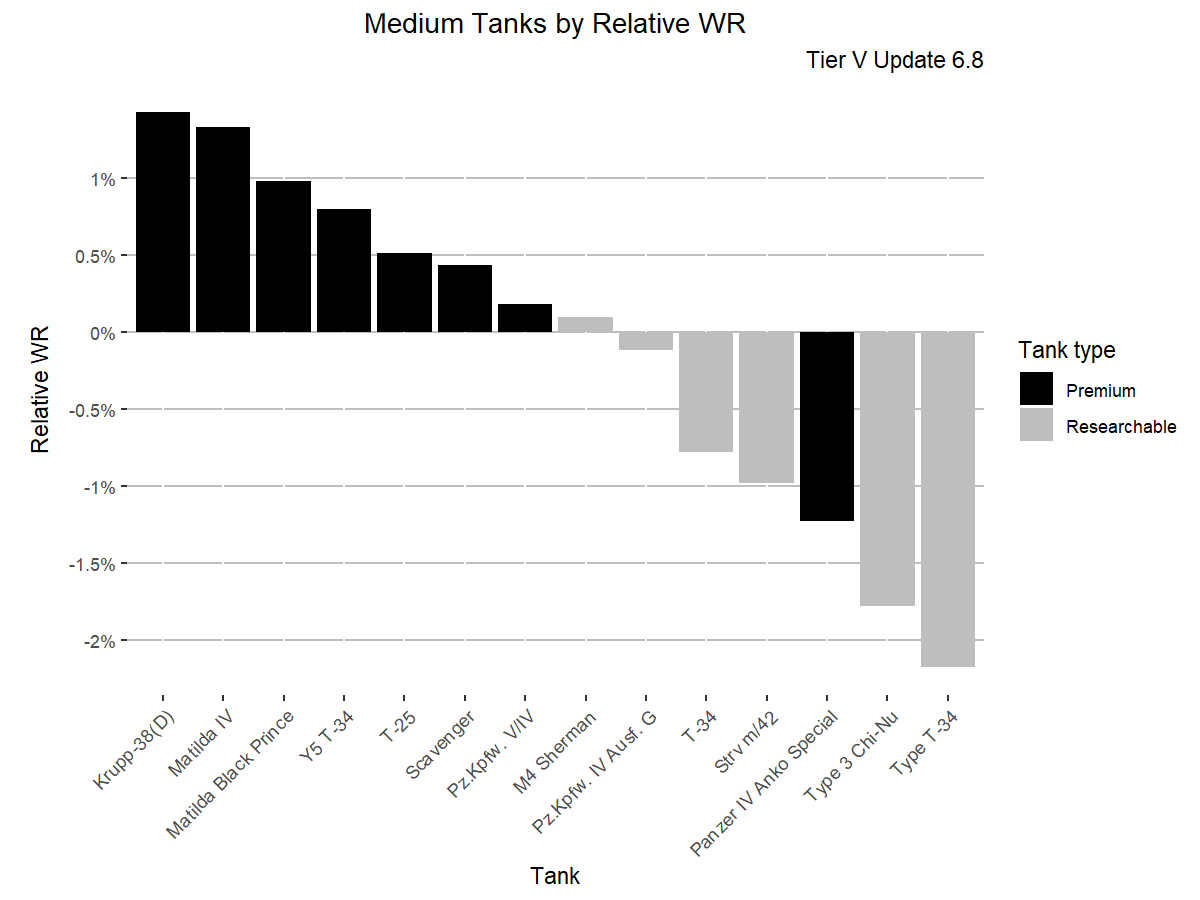 Medium Tanks by Relative WR
Tier V Update 6.8
1%
0.5%
0%
-0.5%
-1%
-1.5%
-2%
Relative WR
Krupp-38(D)
Matilda IV
Matilda Black Prince
Y5 T-34
T-25
Scavenger
Pz.Kpfw. V/IV
M4 Sherman
Pz.Kpfw. IV Ausf. G
T-34
Strv m/42
Panzer IV Anko Special
Type 3 Chi-Nu
Type T-34
Tank
Tank type
Premium
Researchable